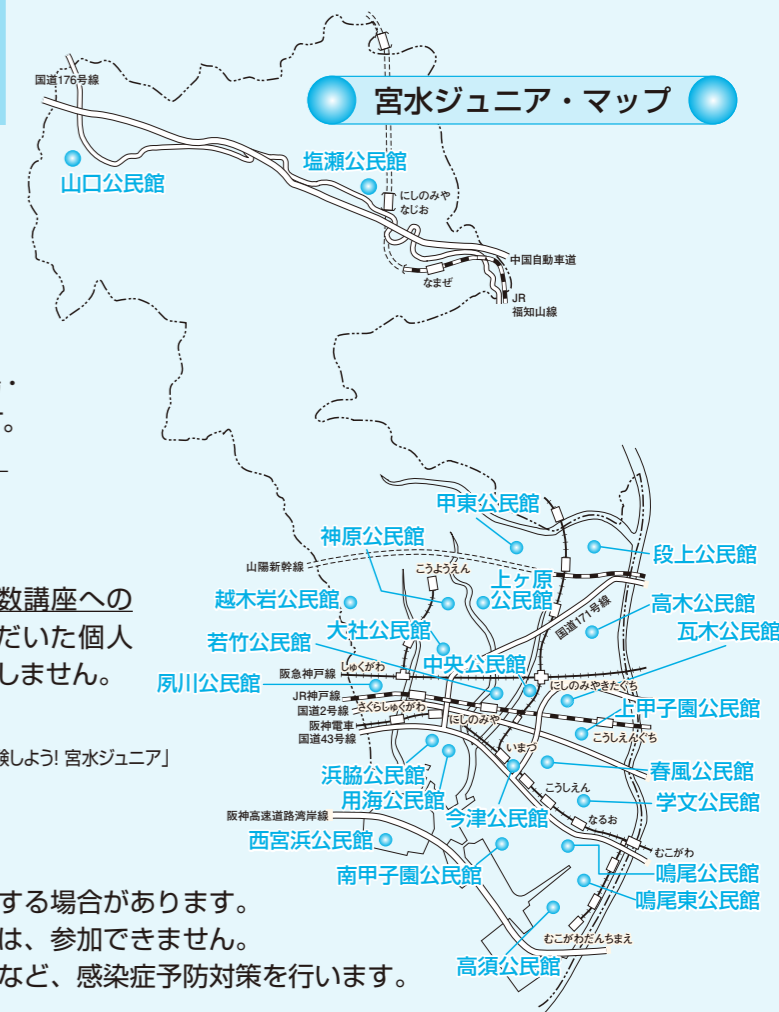 宮水ジュニア・マップ
国道176号線
山口公民館
塩瀬公民館
にしのみや
なじお
中国自動車道
なまぜ
JR
福知山線
・
。
甲東公民館
神原公民館
段上公民館
山陽新幹線
こうようえん
上ヶ原
公民館
数講座への
越木岩公民館
高木公民館
国道171号線
だいた個人
大社公民館
瓦木公民館
若竹公民館
中央公民館
しません。
阪急神戸線
しゅくがわ
夙川公民館
にしのみやきたぐち
JR神戸線
国道2号線
さくらしゅくがわ
にしのみや
上甲子園公民館
阪神電車
国道43号線
こうしえんぐち
験しよう! 宮水ジュニア」
いまづ
浜脇公民館
春風公民館
用海公民館
こうしえん
今津公民館
学文公民館
阪神高速道路湾岸線
なるお
西宮浜公民館
むこがわ
南甲子園公民館
鳴尾公民館
鳴尾東公民館
する場合があります。
は、参加できません。
むこがわだんちまえ
高須公民館
など、感染症予防対策を行います。